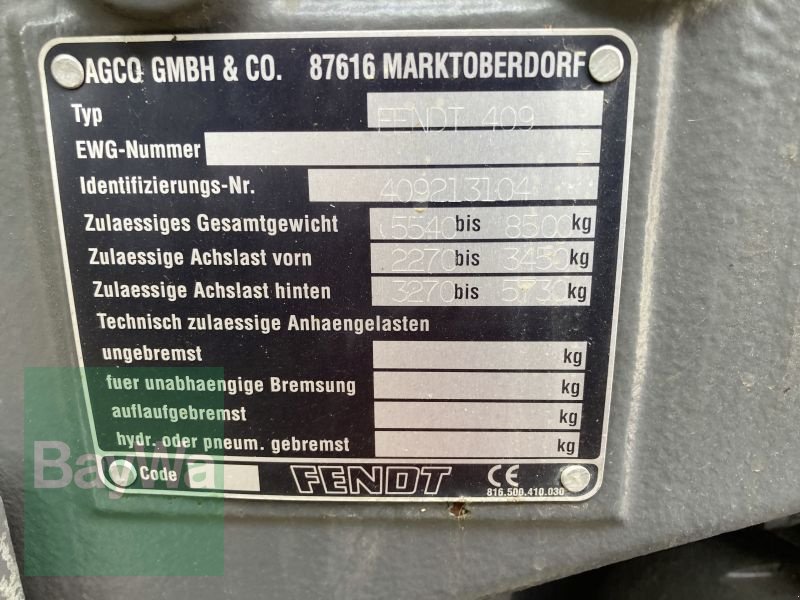 AGCO GMBH & CO. 87616 MARKTOBERDORF
Typ FENDT 409
EWG-Nummer -
Identifizierungs-Nr. 409213104
Zulaessiges Gesamtgewicht 5540 bis 8500 kg
Zulaessige Achslast vorn 2270 bis 3450 kg
Zulaessige Achslast hinten 3270 bis 5730 kg
Technisch zulaessige Anhaengelasten
ungebremst kg
fuer unabhaengige Bremsung kg
auflaufgebremst kg
hydr. oder pneum. gebremst kg
BayWa
Code FENDT CE
816.500.410.030